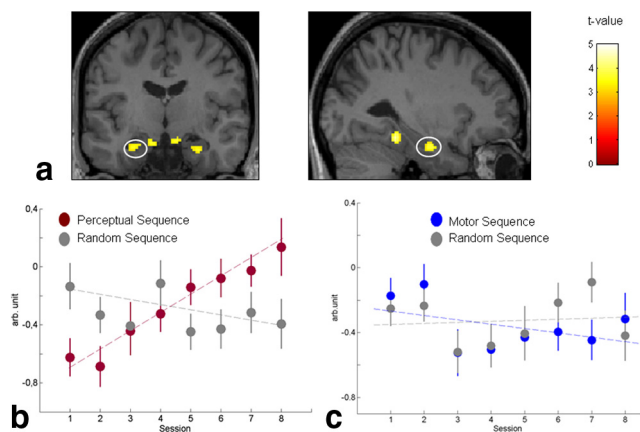 t-value
5
4
3
2
1
0
a
0.4
0
-0.4
-0,8
arb.unit
Perceptual Sequence
Random Sequence
1 2 3 4 5 6 7 8
Session
b
0.4
0
-0.4
-0,8
arb. unit
Motor Sequence
Random Sequence
1 2 3 4 5 6 7 8
Session
c